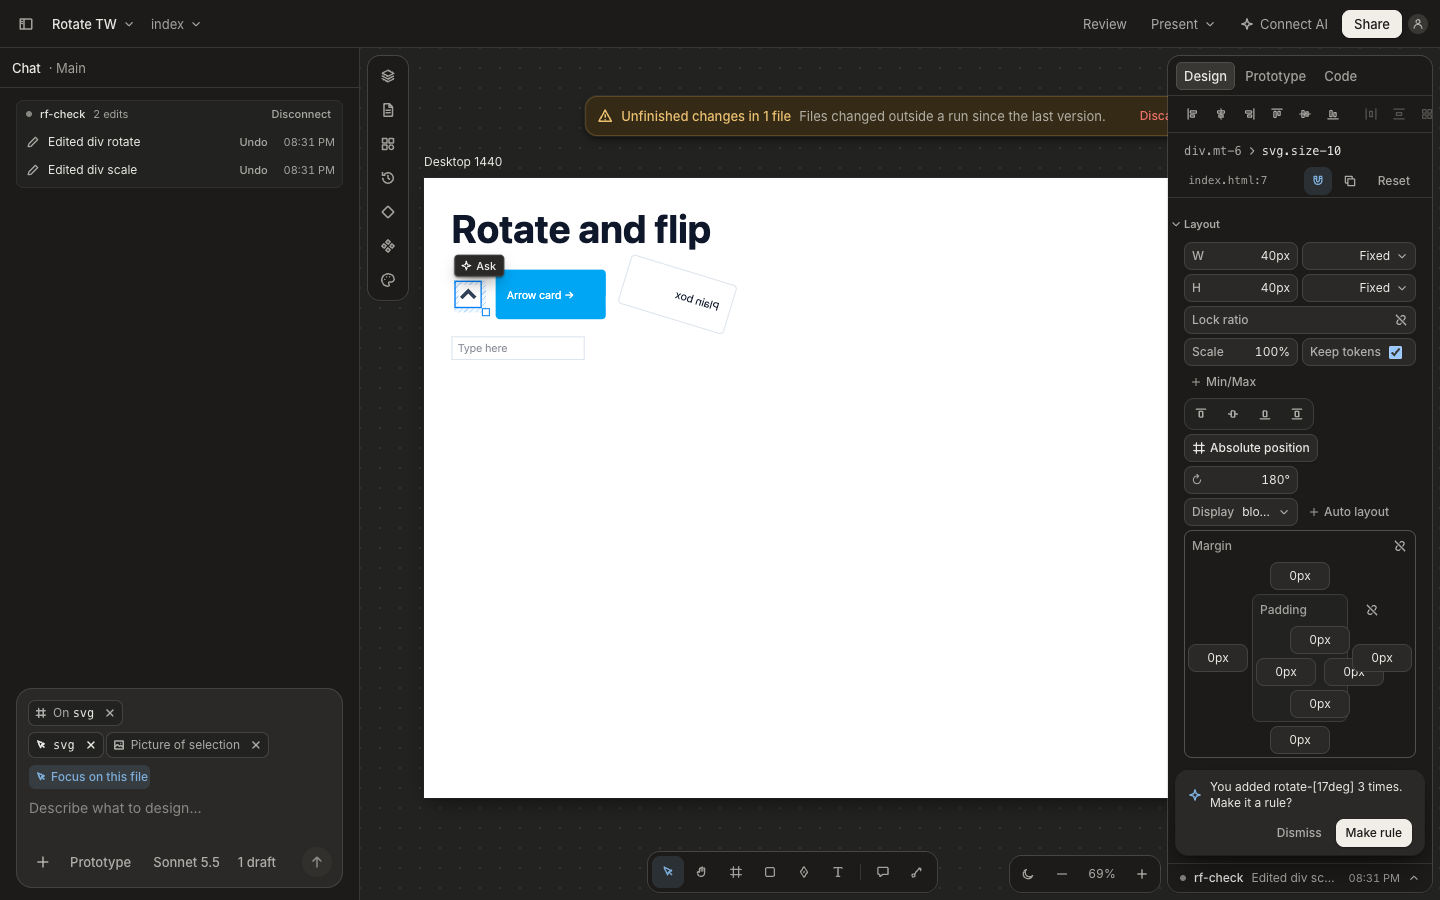 Rotate TW
index
Review
Present
Connect AI
Share
Chat · Main
rf-check 2 edits Disconnect
Edited div rotate Undo 08:31 PM
Edited div scale Undo 08:31 PM
Unfinished changes in 1 file Files changed outside a run since the last version. Disca
Desktop 1440
Rotate and flip
Ask
Arrow card →
Plain box
Type here
On svg
svg
Picture of selection
Focus on this file
Describe what to design...
Prototype
Sonnet 5.5
1 draft
69%
Design Prototype Code
div.mt-6 > svg.size-10
index.html:7
Reset
Layout
W 40px Fixed
H 40px Fixed
Lock ratio
Scale 100% Keep tokens
+ Min/Max
Absolute position
180°
Display blo... + Auto layout
Margin
0px
Padding
0px
0px
0px
0px
0px
0px
0px
You added rotate-[17deg] 3 times.
Make it a rule?
Dismiss
Make rule
rf-check Edited div sc... 08:31 PM